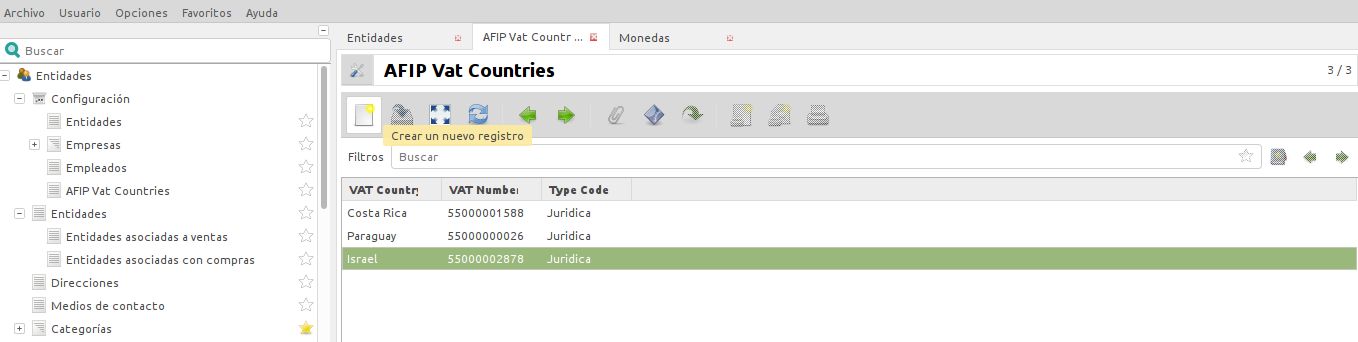 Archivo Usuario Opciones Favoritos Ayuda
Buscar
Entidades
Configuración
Entidades
Empresas
Empleados
AFIP Vat Countries
Entidades
Entidades asociadas a ventas
Entidades asociadas con compras
Direcciones
Medios de contacto
Categorías
Entidades AFIP Vat Countr ... Monedas
AFIP Vat Countries 3 / 3
Crear un nuevo registro
Filtros Buscar
VAT Country VAT Number Type Code
Costa Rica 55000001588 Juridica
Paraguay 55000000026 Juridica
Israel 55000002878 Juridica